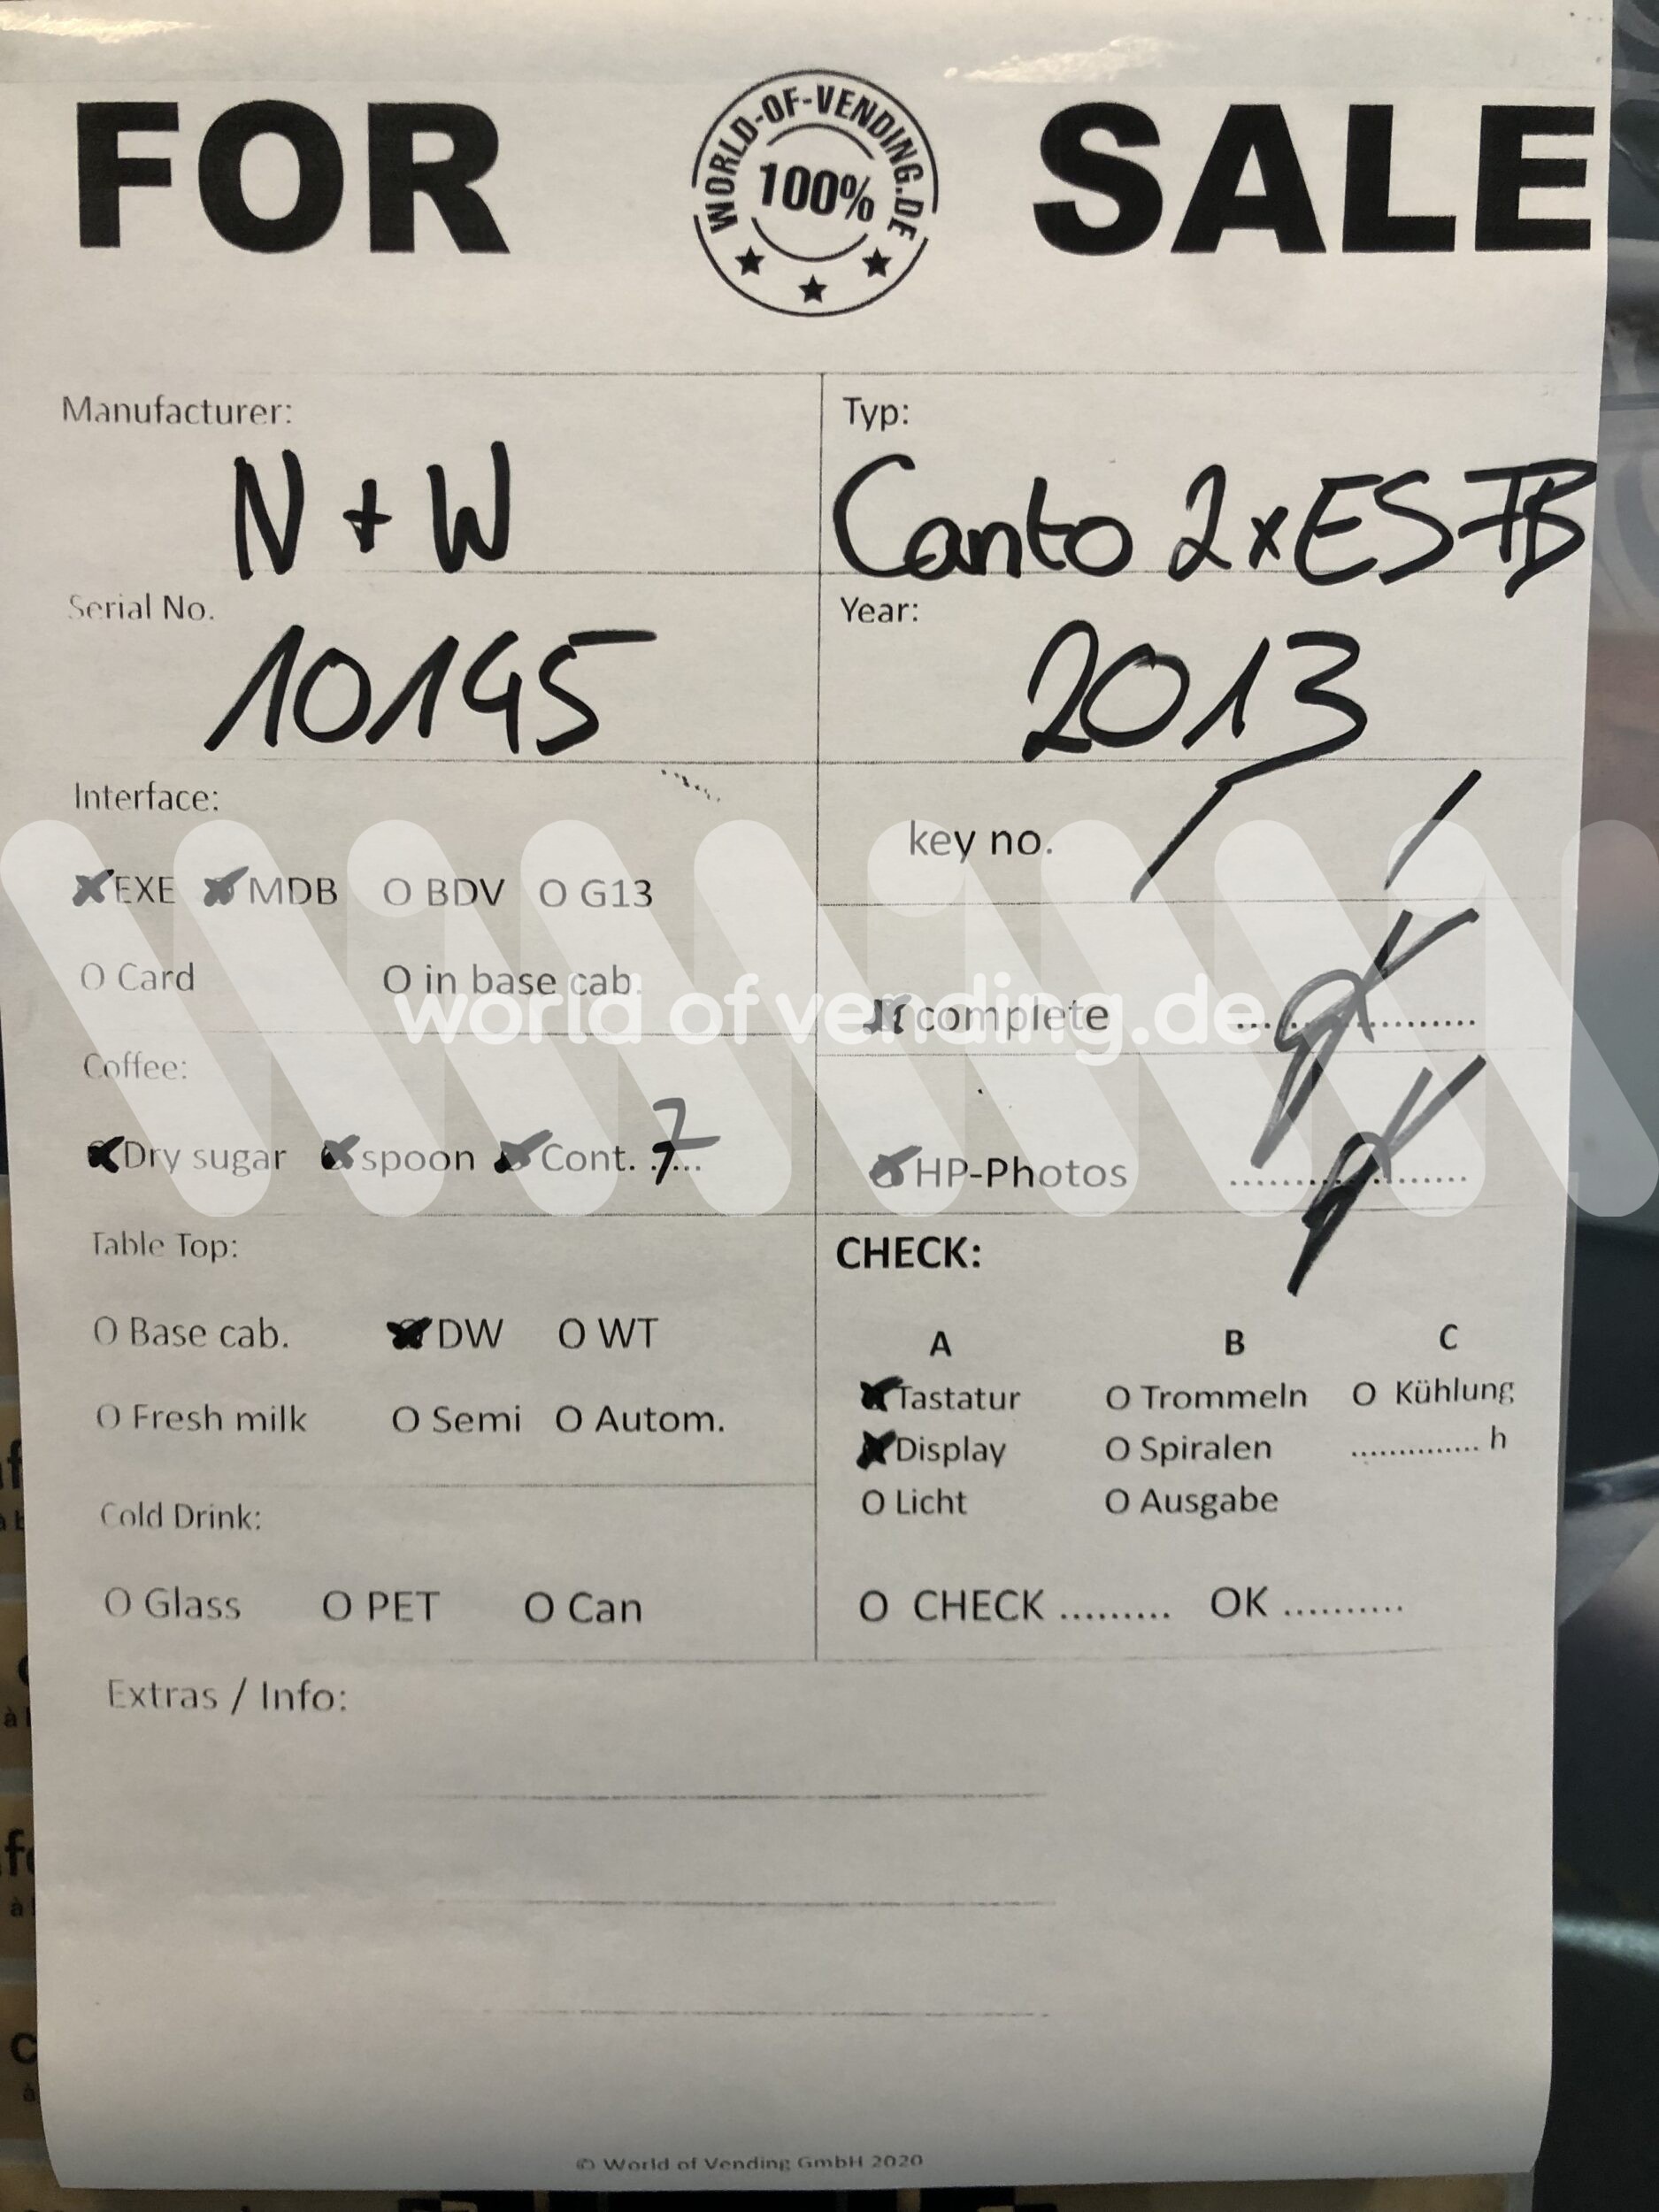 FOR SALE
WORLD-OF-VENDING.DE
100%
Manufacturer:
N+W
Typ:
Canto 2xES TB
Serial No.
10145
Year:
2013
Interface:
EXE MDB O BDV O G13
O Card O in base cab.
key no.
complete
HP-Photos
world of vending.de
Coffee:
Dry sugar spoon Cont. 7
Table Top:
O Base cab. DW O WT
O Fresh milk O Semi O Autom.
Cold Drink:
O Glass O PET O Can
CHECK:
A B C
Tastatur O Trommeln O Kühlung
Display O Spiralen .............. h
O Licht O Ausgabe
O CHECK ......... OK ..........
Extras / Info:
© World of Vending GmbH 2020